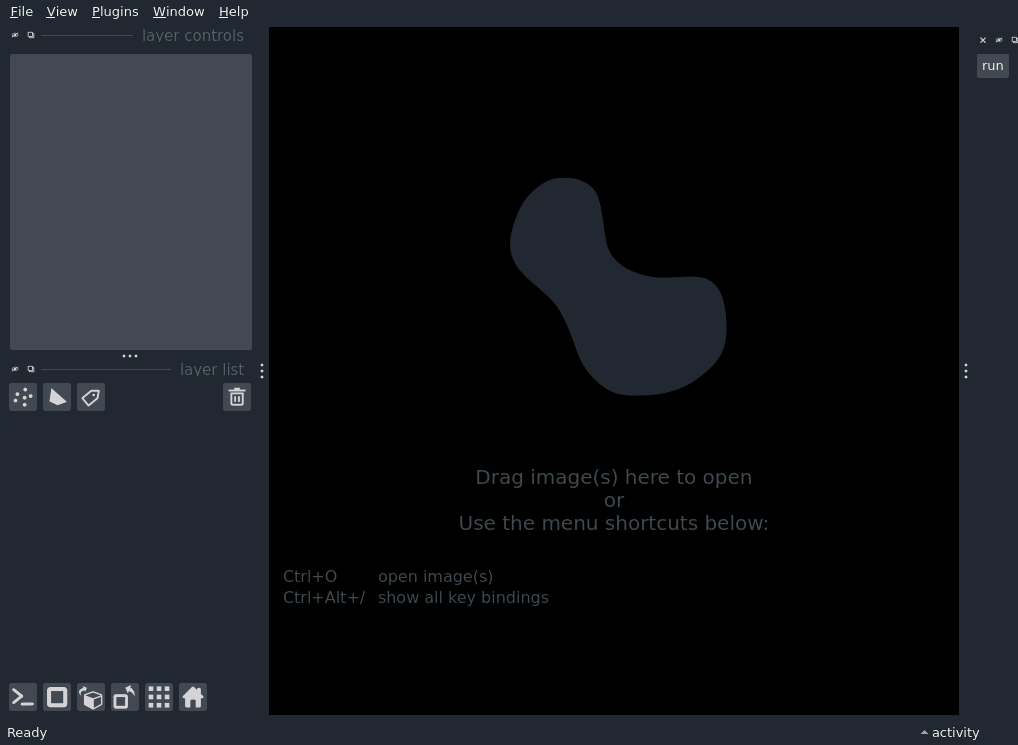 File View Plugins Window Help
layer controls
run
layer list
Drag image(s) here to open
or
Use the menu shortcuts below:
Ctrl+O open image(s)
Ctrl+Alt+/ show all key bindings
Ready
activity